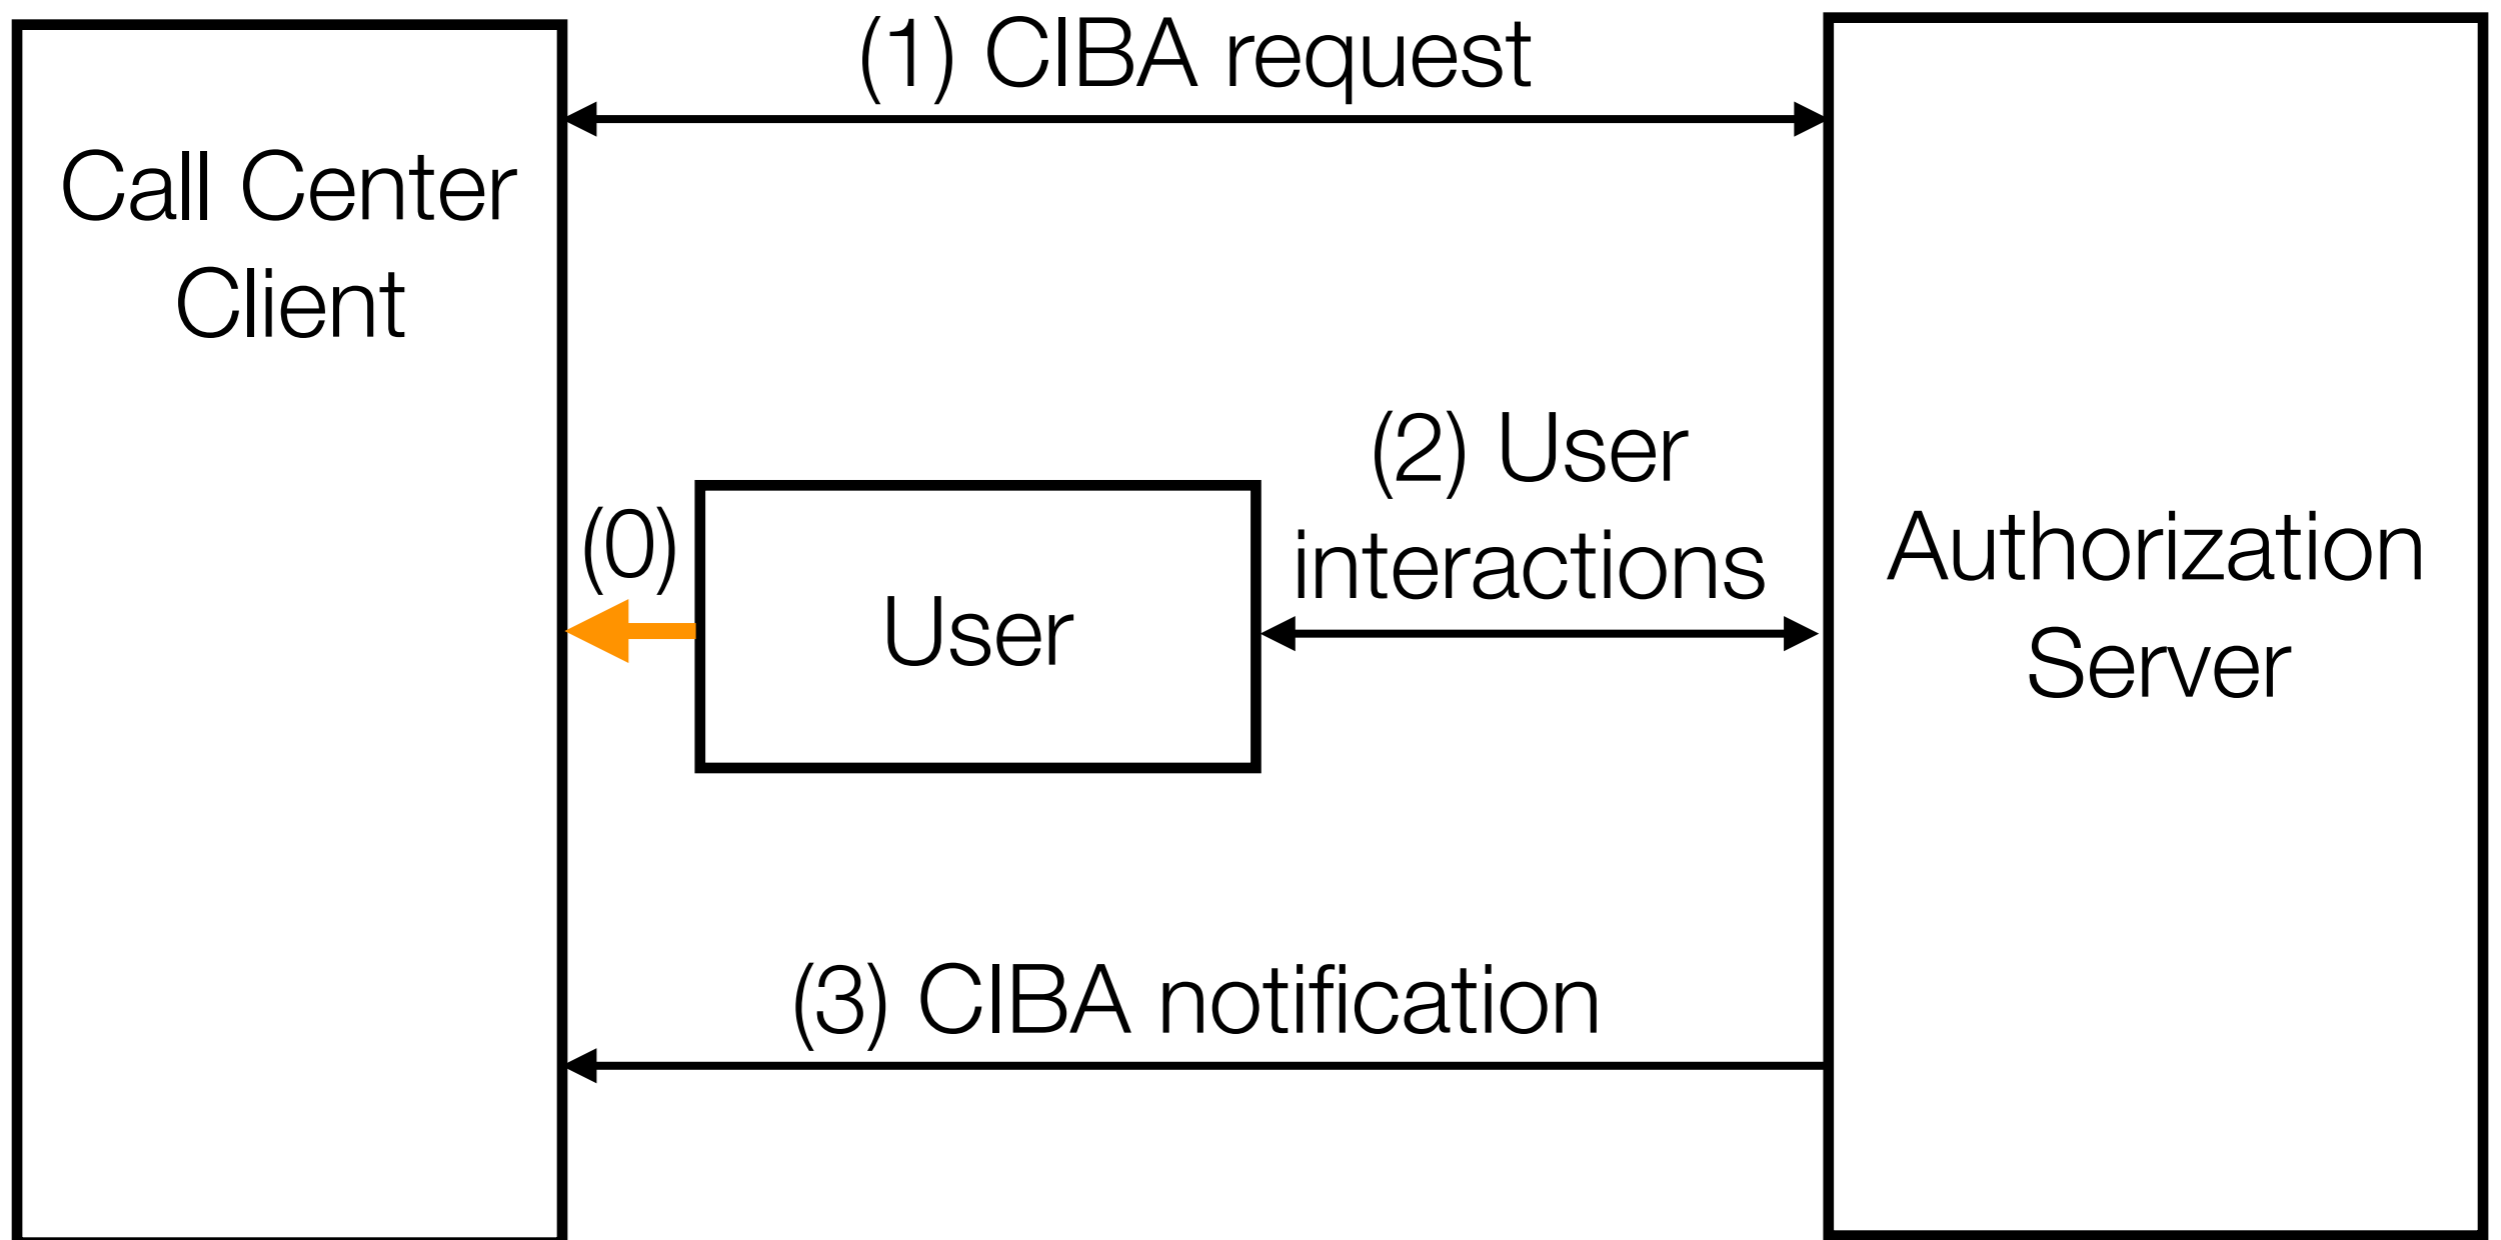 (1) CIBA request
Call Center
Client
(2) User
interactions
(0)
User
Authorization
Server
(3) CIBA notification